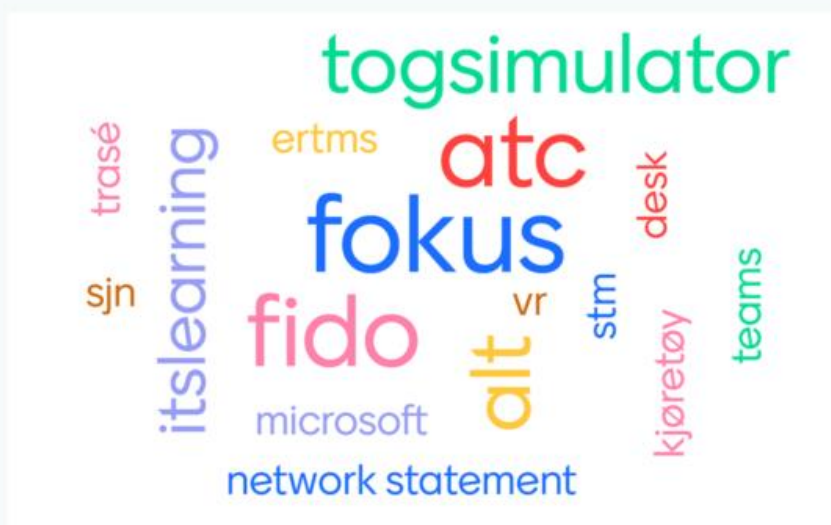 togsimulator
trasé
ertms
atc
itslearning
desk
fokus
sjn
fido
vr
stm
teams
alt
kjøretøy
microsoft
network statement